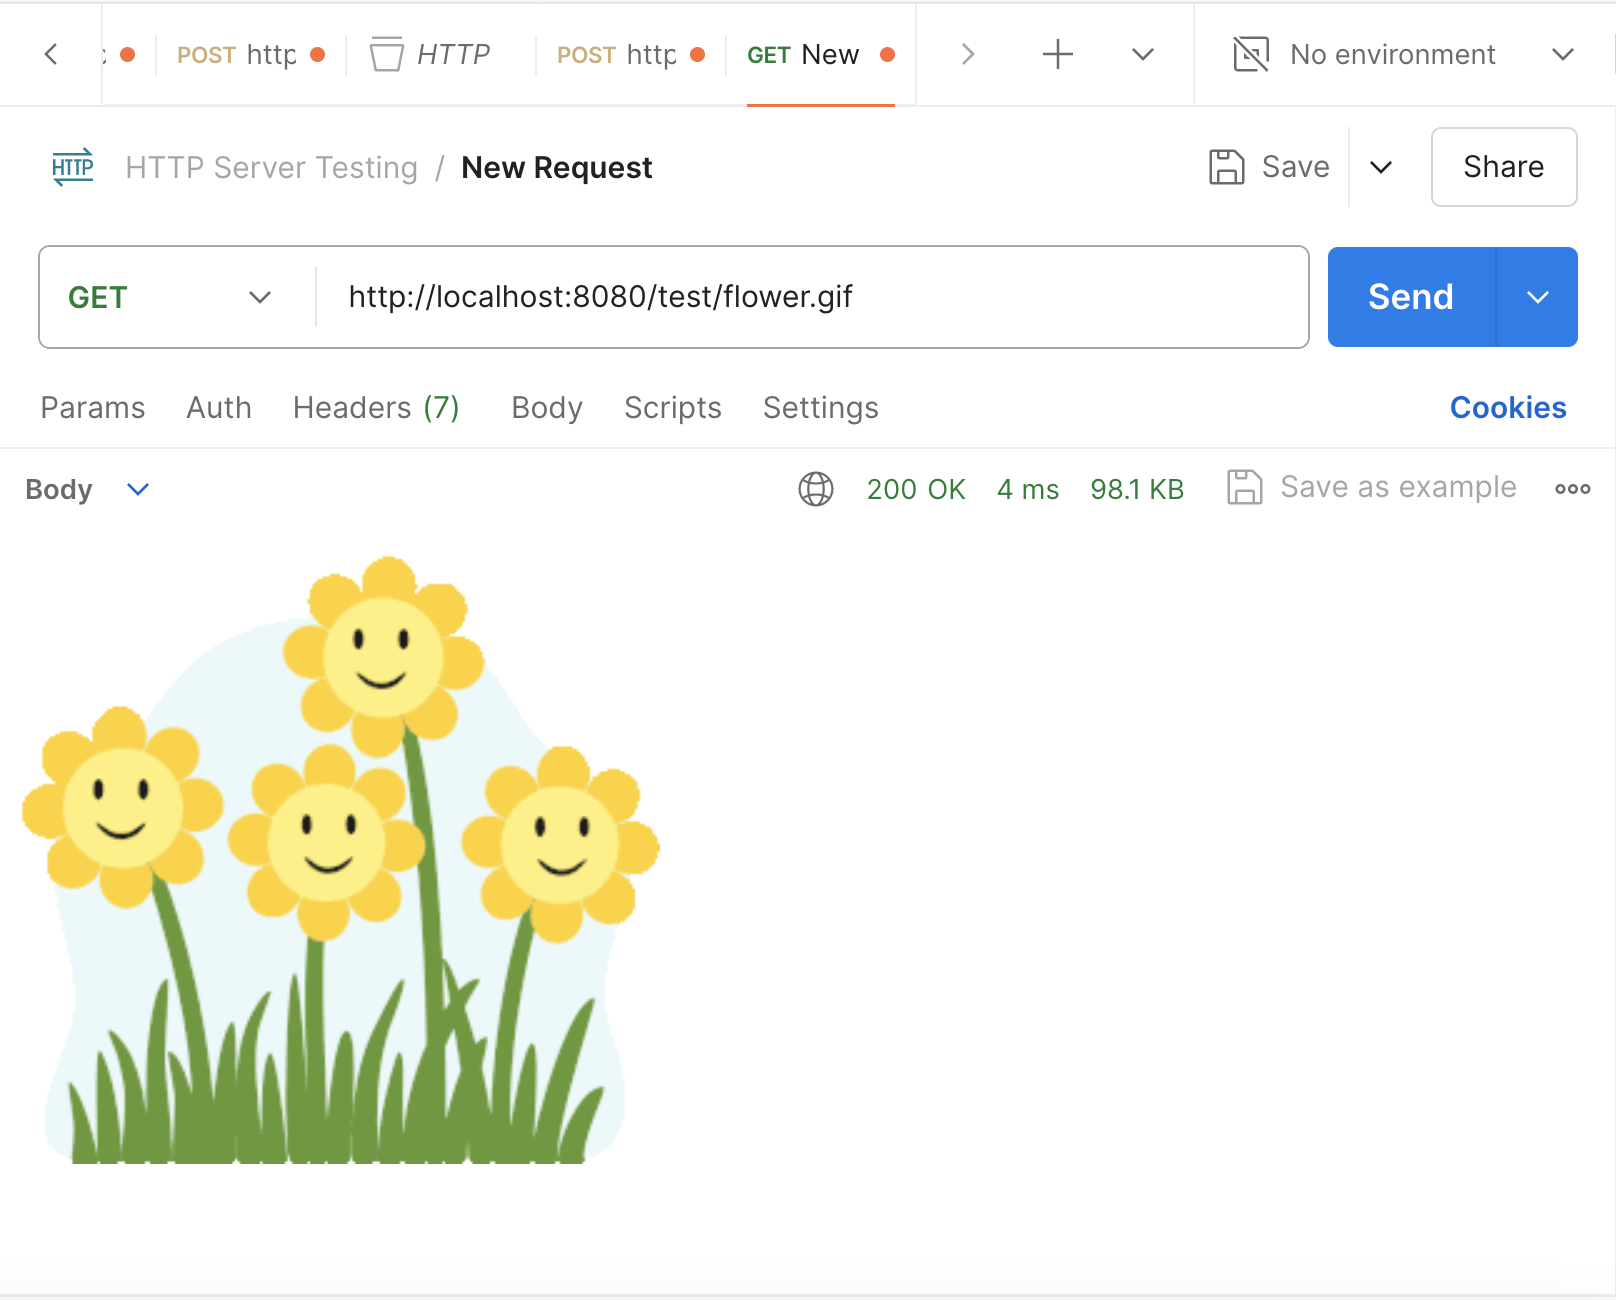 POST http HTTP POST http GET New No environment
HTTP HTTP Server Testing / New Request Save Share
GET http://localhost:8080/test/flower.gif Send
Params Auth Headers (7) Body Scripts Settings Cookies
Body 200 OK 4 ms 98.1 KB Save as example